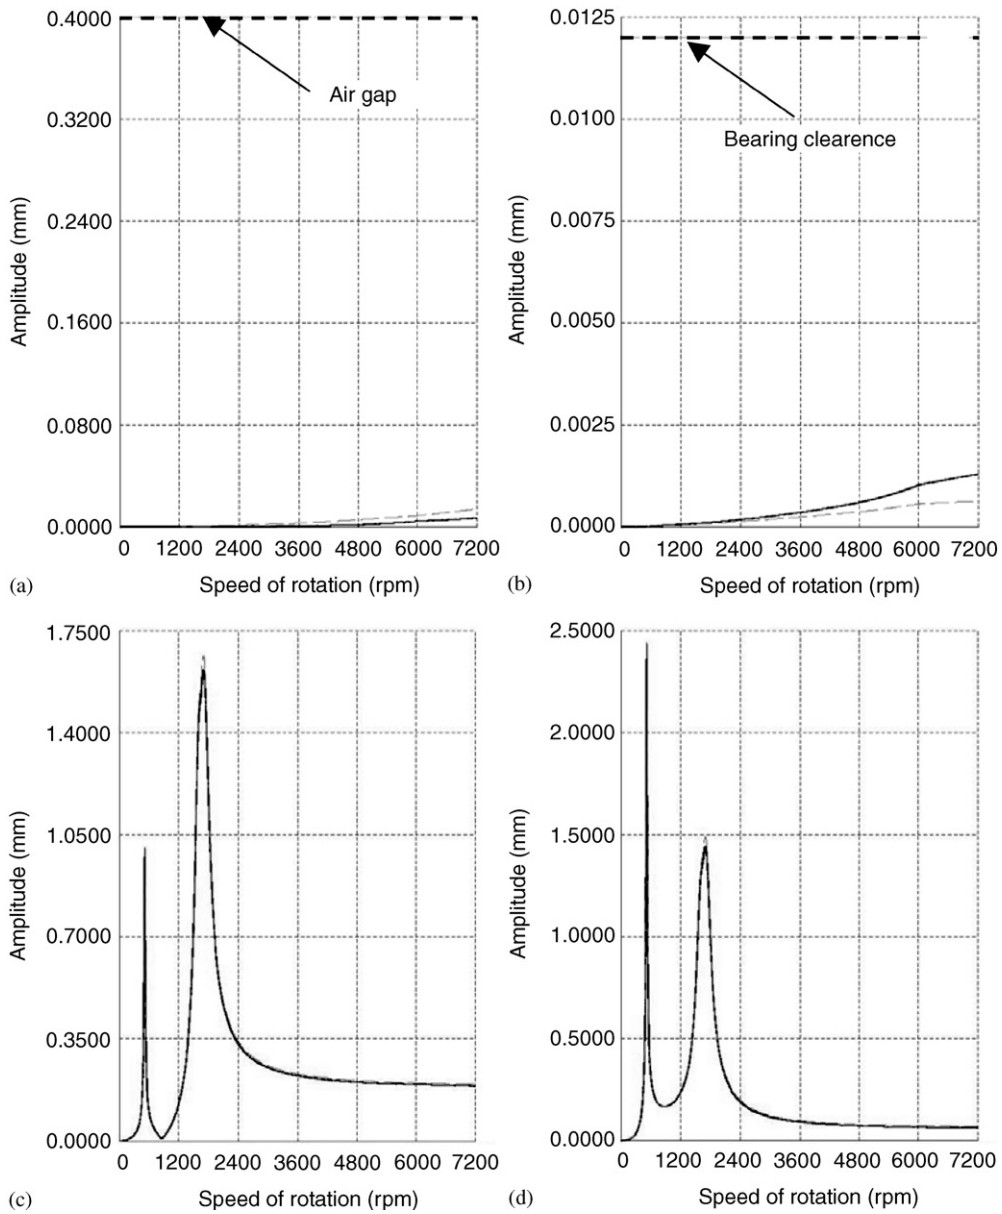 0.4000
0.3200
0.2400
0.1600
0.0800
0.0000
Amplitude (mm)
Air gap
0 1200 2400 3600 4800 6000 7200
Speed of rotation (rpm)
(a)
0.0125
0.0100
0.0075
0.0050
0.0025
0.0000
Amplitude (mm)
Bearing clearence
0 1200 2400 3600 4800 6000 7200
Speed of rotation (rpm)
(b)
1.7500
1.4000
1.0500
0.7000
0.3500
0.0000
Amplitude (mm)
0 1200 2400 3600 4800 6000 7200
Speed of rotation (rpm)
(c)
2.5000
2.0000
1.5000
1.0000
0.5000
0.0000
Amplitude (mm)
0 1200 2400 3600 4800 6000 7200
Speed of rotation (rpm)
(d)